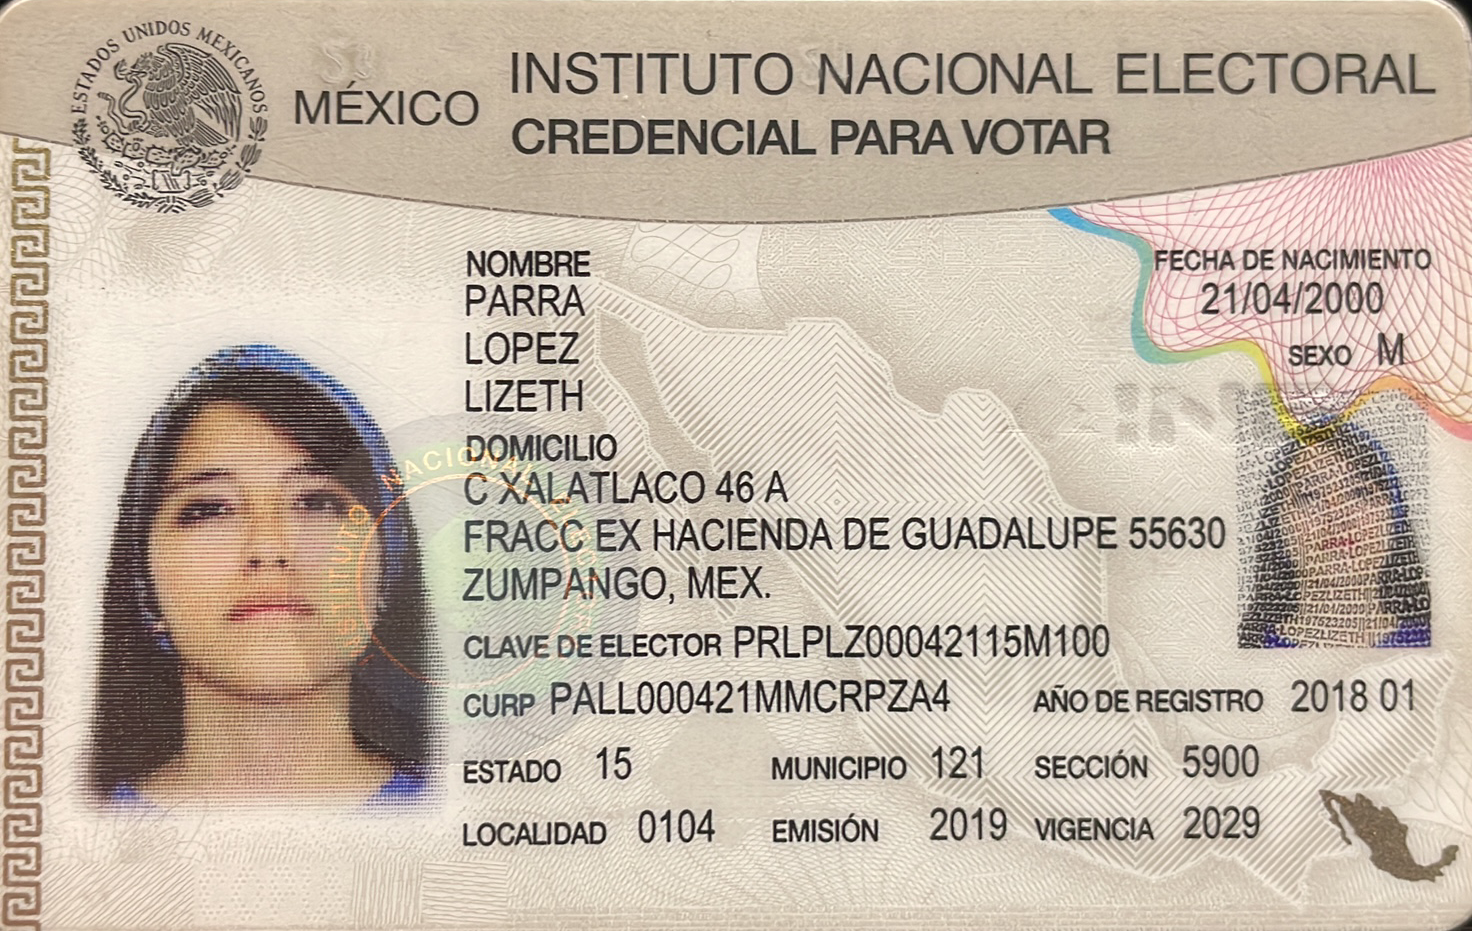 ESTADOS UNIDOS MEXICANOS
MÉXICO
INSTITUTO NACIONAL ELECTORAL
CREDENCIAL PARA VOTAR
NOMBRE
PARRA
LOPEZ
LIZETH
FECHA DE NACIMIENTO
21/04/2000
SEXO M
DOMICILIO
C XALATLACO 46 A
FRACC EX HACIENDA DE GUADALUPE 55630
ZUMPANGO, MEX.
CLAVE DE ELECTOR PRLPLZ00042115M100
CURP PALL000421MMCRPZA4 AÑO DE REGISTRO 2018 01
ESTADO 15 MUNICIPIO 121 SECCIÓN 5900
LOCALIDAD 0104 EMISIÓN 2019 VIGENCIA 2029
INSTITUTO NACIONAL